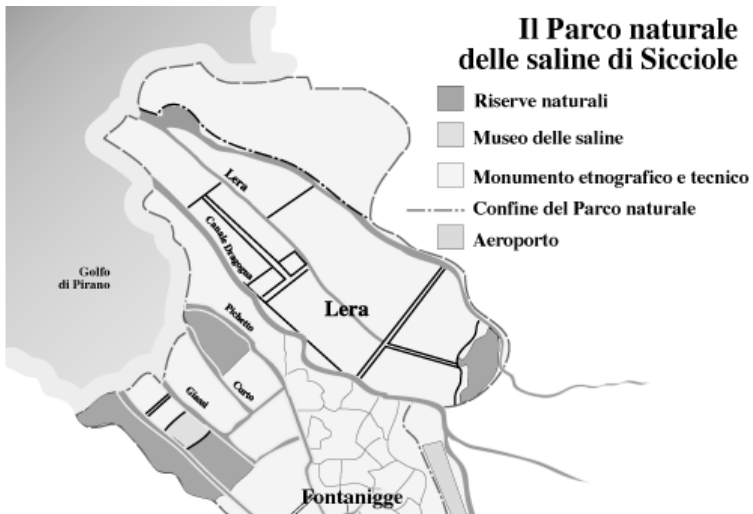 Il Parco naturale
delle saline di Sicciole
Riserve naturali
Museo delle saline
Monumento etnografico e tecnico
Confine del Parco naturale
Aeroporto
Lera
Canale Dragogna
Golfo
di Pirano
Lera
Pichetto
Curto
Giassi
Fontanigge